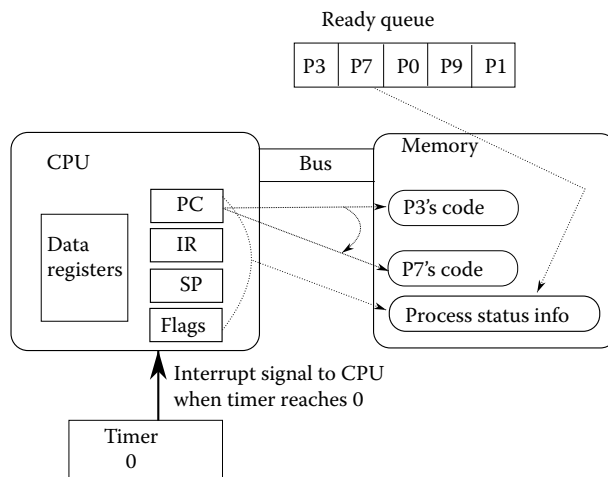 Ready queue
P3 P7 P0 P9 P1
CPU
Bus
Memory
PC
P3's code
Data
registers
IR
SP
P7's code
Flags
Process status info
Interrupt signal to CPU
when timer reaches 0
Timer
0